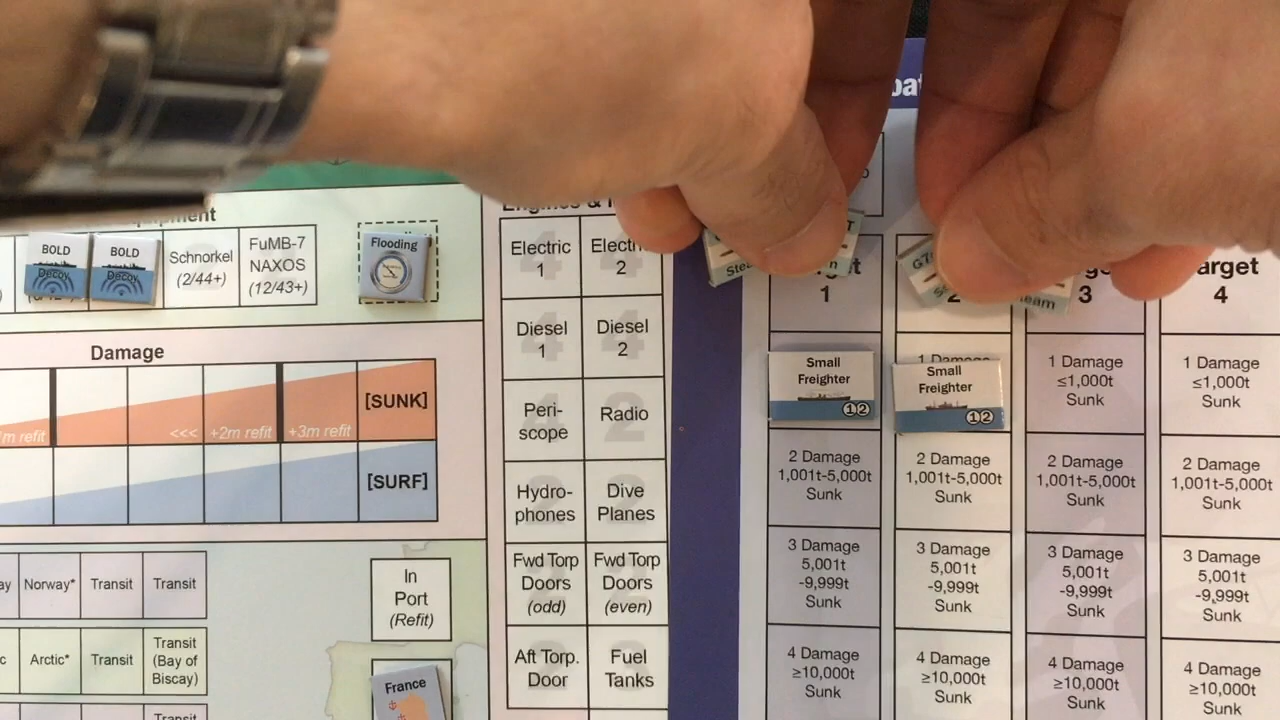 BOLD
Decoy
BOLD
Decoy
Schnorkel
(2/44+)
FuMB-7
NAXOS
(12/43+)
Flooding
Damage
m refit
<<<
+2m refit
+3m refit
[SUNK]
[SURF]
Norway*
Transit
Transit
Arctic*
Transit
Transit
(Bay of
Biscay)
Transit
In
Port
(Refit)
France
Electric
1
2
Diesel
1
Diesel
2
Peri-
scope
Radio
Hydro-
phones
Dive
Planes
Fwd Torp
Doors
(odd)
Fwd Torp
Doors
(even)
Aft Torp.
Door
Fuel
Tanks
1
2
3
4
Small
Freighter
12
Small
Freighter
12
1 Damage
1 Damage
≤1,000t
Sunk
1 Damage
≤1,000t
Sunk
2 Damage
1,001t-5,000t
Sunk
2 Damage
1,001t-5,000t
Sunk
2 Damage
1,001t-5,000t
Sunk
2 Damage
1,001t-5,000t
Sunk
3 Damage
5,001t
-9,999t
Sunk
3 Damage
5,001t
-9,999t
Sunk
3 Damage
5,001t
-9,999t
Sunk
3 Damage
5,001t
-9,999t
Sunk
4 Damage
≥10,000t
Sunk
4 Damage
≥10,000t
Sunk
4 Damage
≥10,000t
Sunk
4 Damage
≥10,000t
Sunk